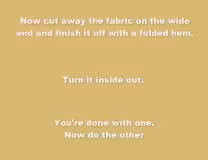 Now cut away the fabric on the wide
end and finish it off with a folded hem.
Turn it inside out.
You're done with one.
Now do the other